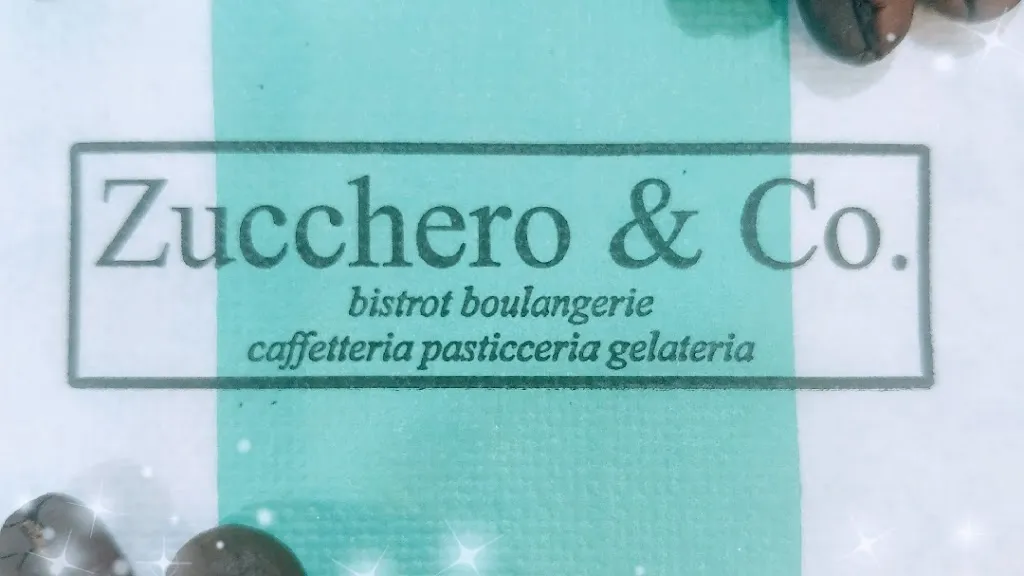 Zucchero & Co.
bistrot boulangerie
caffetteria pasticceria gelateria